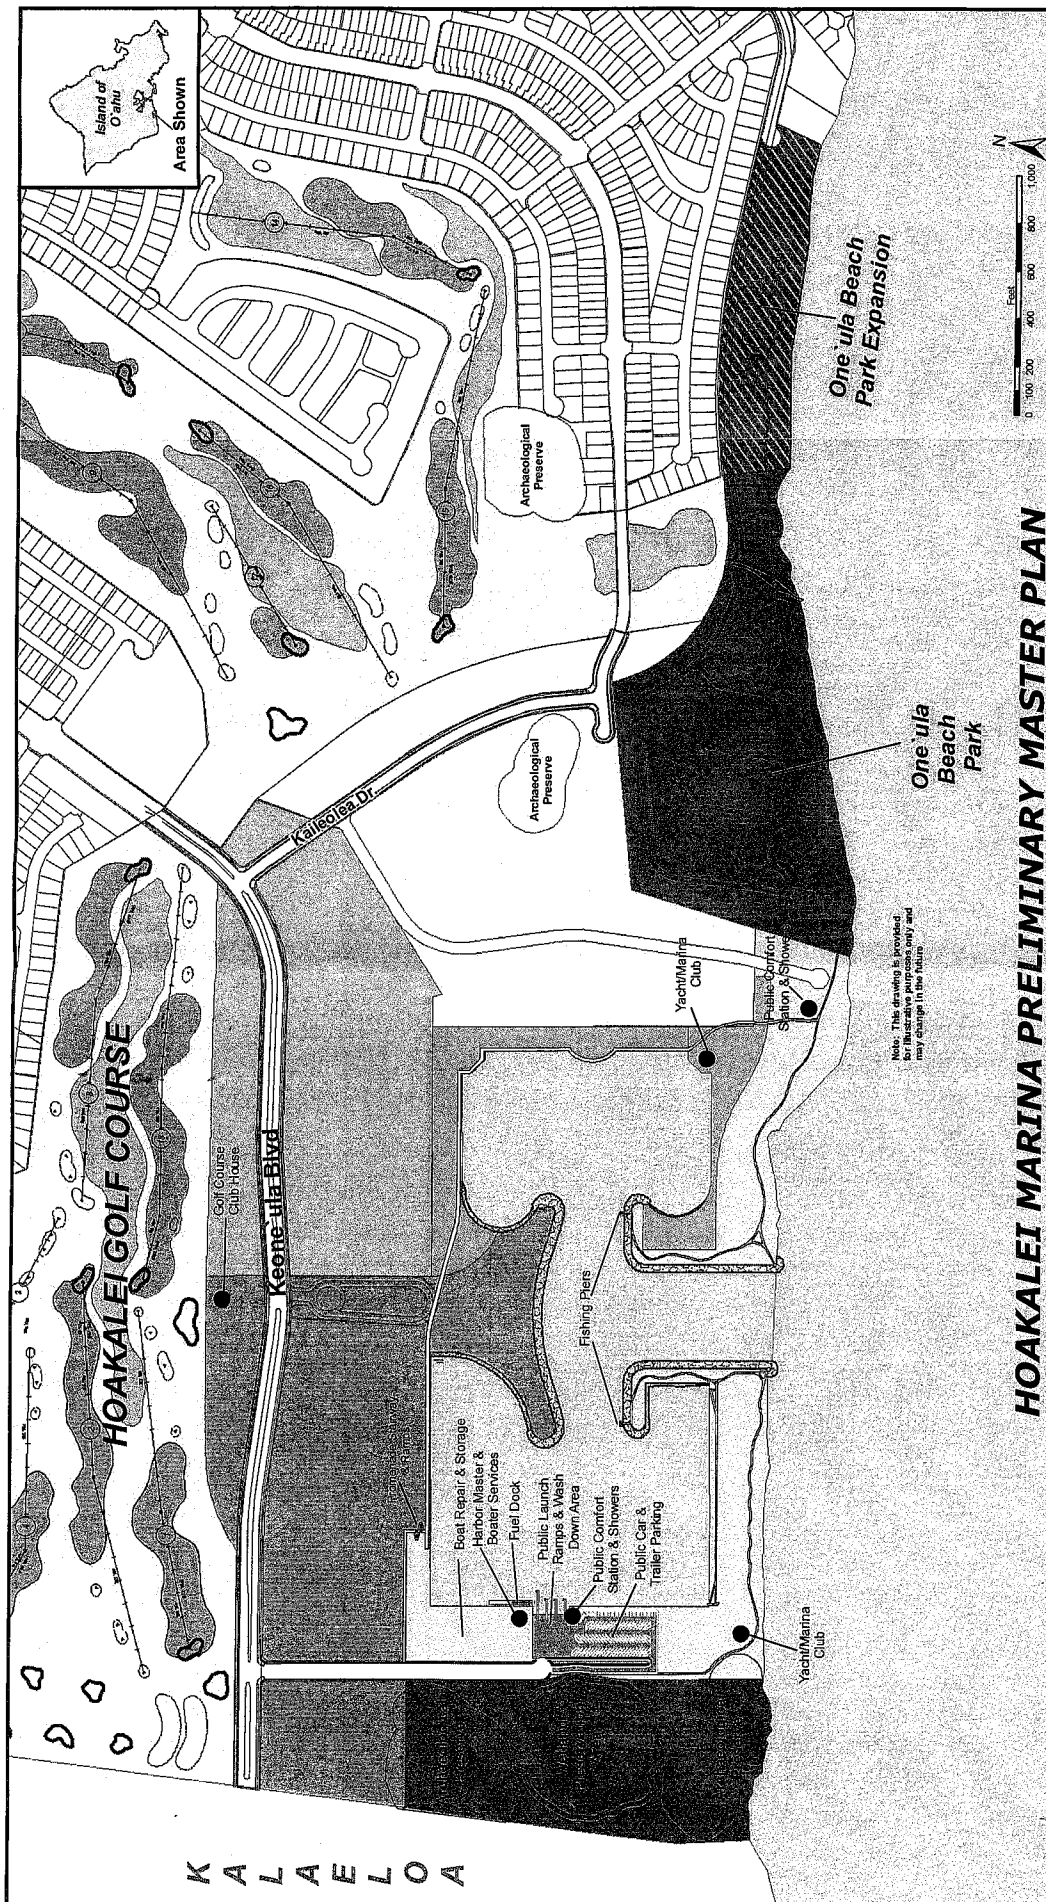 Island of
O'ahu
Area Shown
HOAKALEI GOLF COURSE
Golf Course
Club House
Keone'ula Blvd
Kaileolea Dr
Archaeological
Preserve
Archaeological
Preserve
One'ula Beach
Park Expansion
One'ula
Beach
Park
Yacht/Marina
Club
Public Comfort
Station & Showers
Fishing Piers
Boat Repair & Storage
Harbor Master &
Boater Services
Fuel Dock
Public Launch
Ramps & Wash
Down Area
Public Comfort
Station & Showers
Public Car &
Trailer Parking
Yacht/Marina
Club
KALAELOA
Note: This drawing is provided
for illustrative purposes only and
may change in the future
N
Feet
0 100 200 400 600 800 1,000
HOAKALEI MARINA PRELIMINARY MASTER PLAN